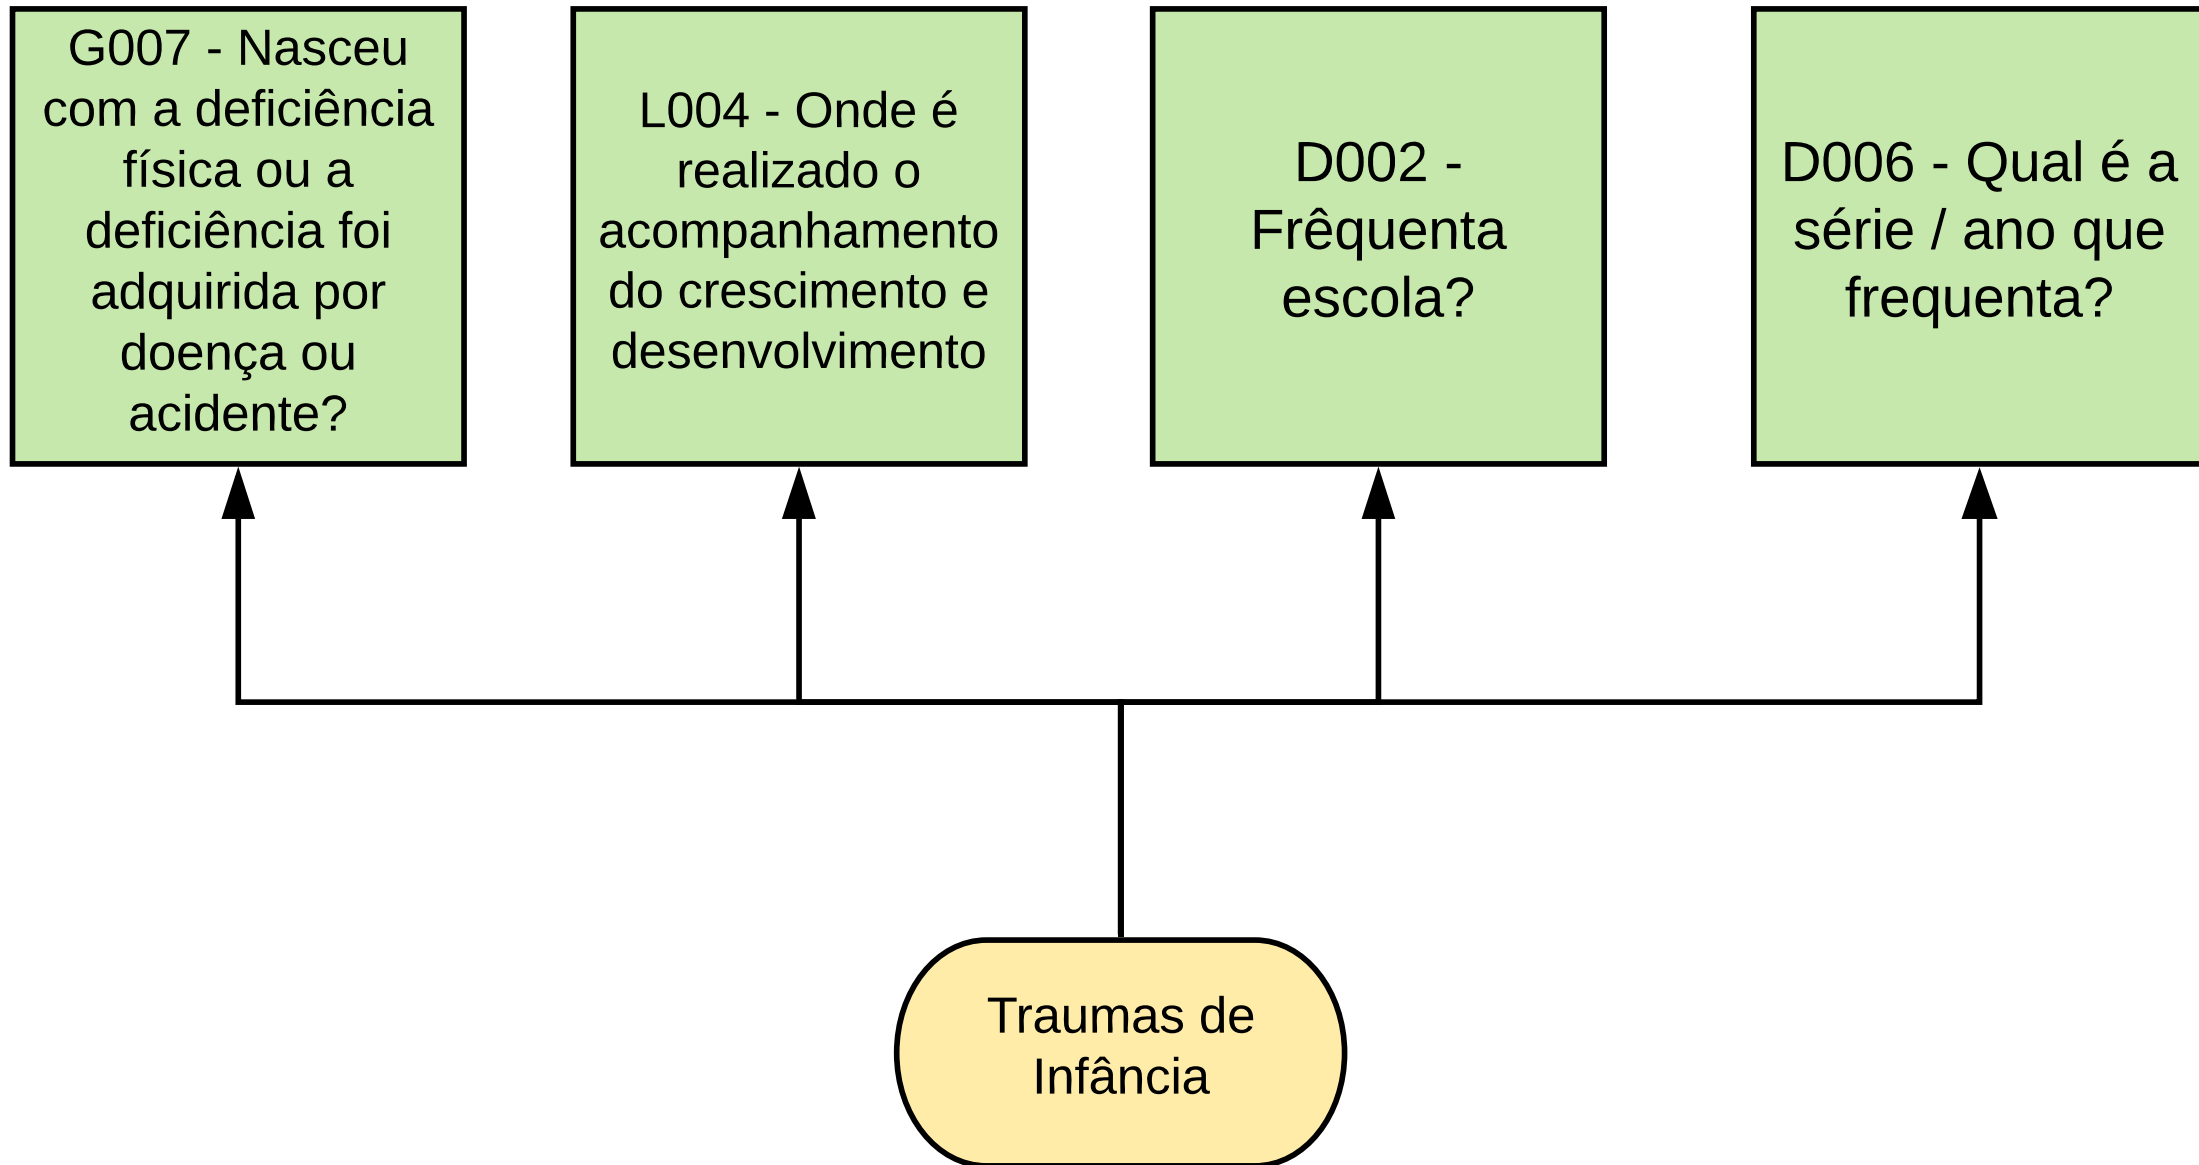 G007 - Nasceu
com a deficiência
física ou a
deficiência foi
adquirida por
doença ou
acidente?
L004 - Onde é
realizado o
acompanhamento
do crescimento e
desenvolvimento
D002 -
Frêquenta
escola?
D006 - Qual é a
série / ano que
frequenta?
Traumas de
Infância